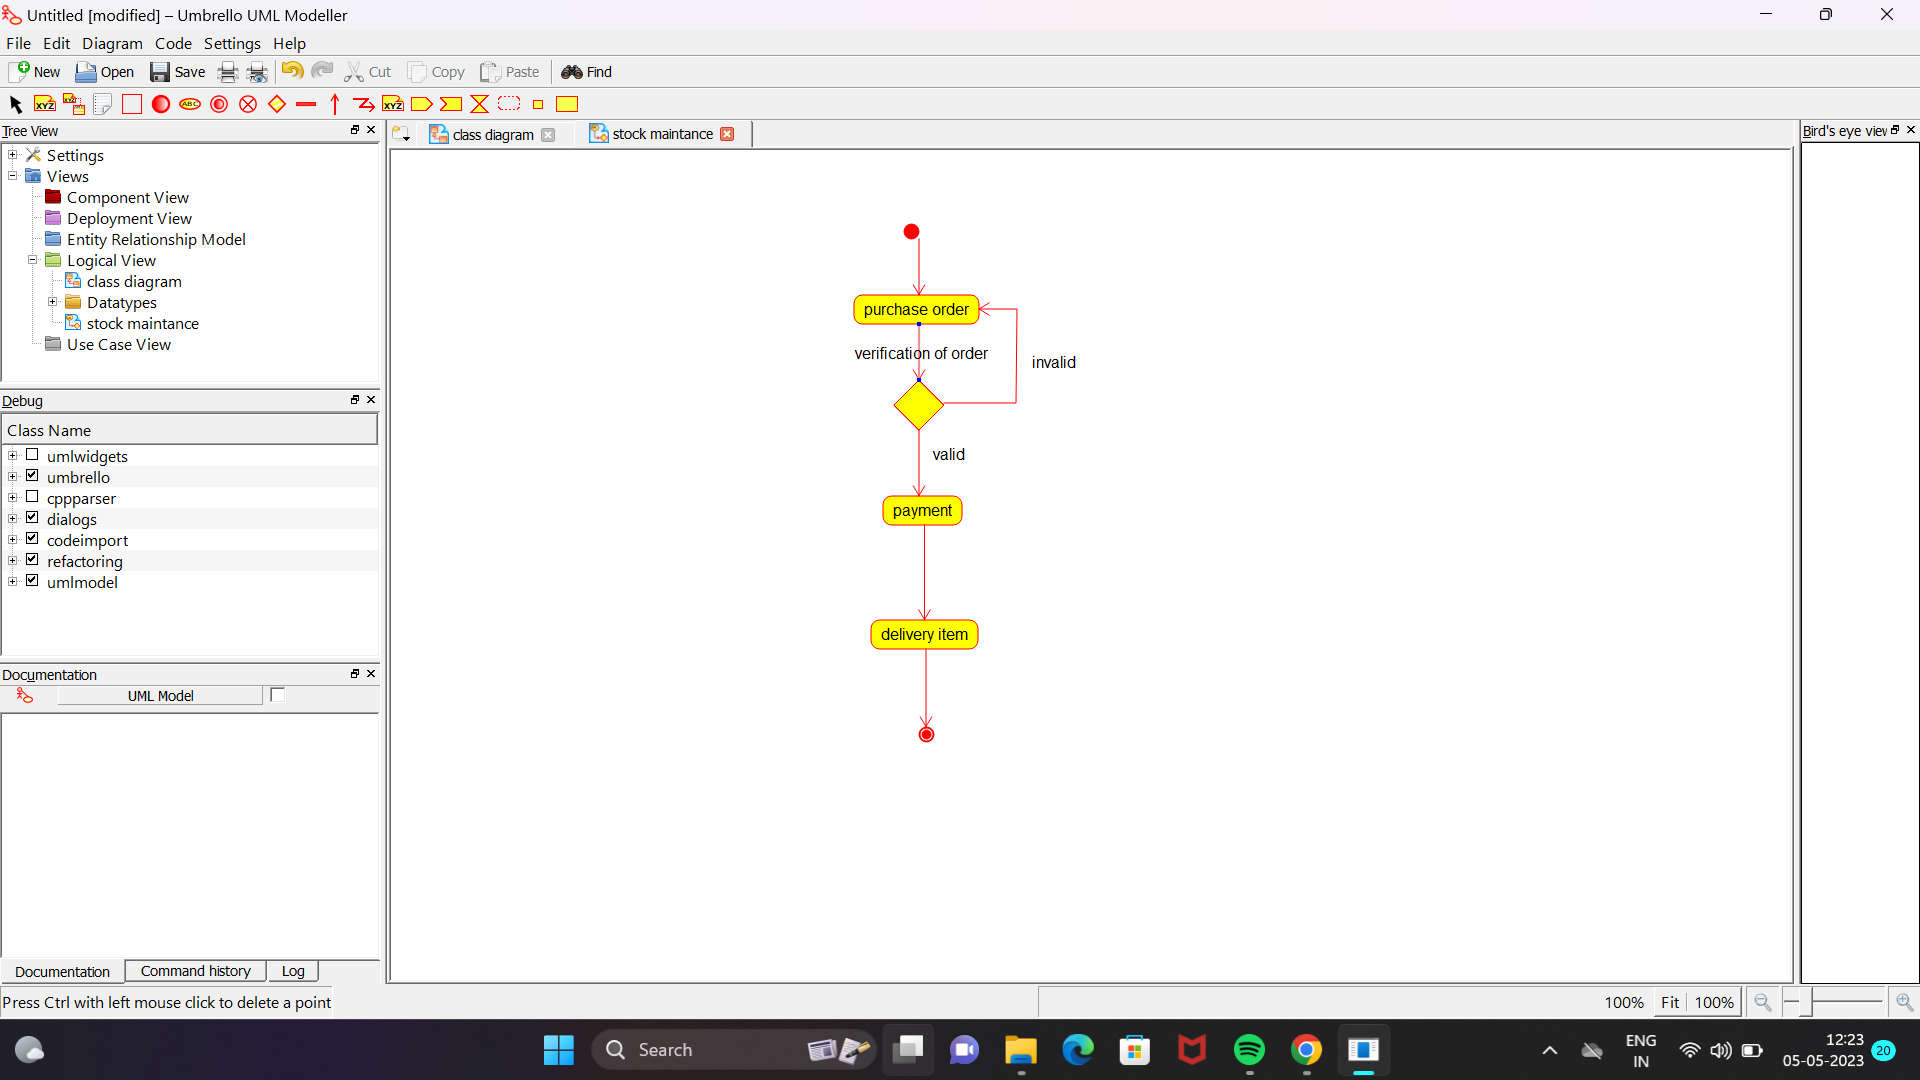 Untitled [modified] – Umbrello UML Modeller
File Edit Diagram Code Settings Help
New Open Save Cut Copy Paste Find
XYZ XYZ ABC XYZ
Tree View
Settings
Views
Component View
Deployment View
Entity Relationship Model
Logical View
class diagram
Datatypes
stock maintance
Use Case View
Debug
Class Name
umlwidgets
umbrello
cppparser
dialogs
codeimport
refactoring
umlmodel
Documentation
UML Model
Documentation Command history Log
Press Ctrl with left mouse click to delete a point
class diagram stock maintance
purchase order
verification of order
invalid
valid
payment
delivery item
Bird's eye view
100% Fit 100%
Search
ENG
IN
12:23
05-05-2023
20